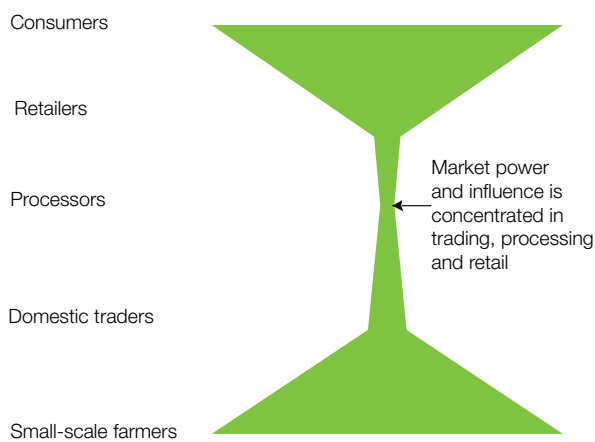 Consumers
Retailers
Processors
Market power
and influence is
concentrated in
trading, processing
and retail
Domestic traders
Small-scale farmers